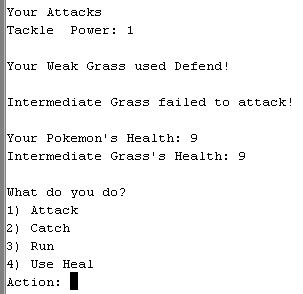 Your Attacks
Tackle  Power: 1
Your Weak Grass used Defend!
Intermediate Grass failed to attack!
Your Pokemon's Health: 9
Intermediate Grass's Health: 9
What do you do?
1) Attack
2) Catch
3) Run
4) Use Heal
Action: